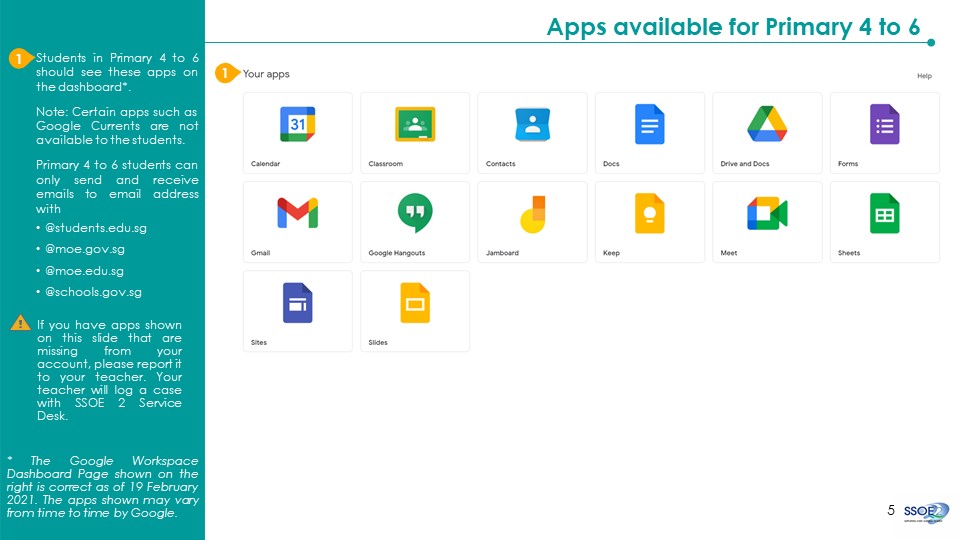 Apps available for Primary 4 to 6
1
Students in Primary 4 to 6
should see these apps on
the dashboard*.
Note: Certain apps such as
Google Currents are not
available to the students.
Primary 4 to 6 students can
only send and receive
emails to email address
with
• @students.edu.sg
• @moe.gov.sg
• @moe.edu.sg
• @schools.gov.sg
If you have apps shown
on this slide that are
missing from your
account, please report it
to your teacher. Your
teacher will log a case
with SSOE 2 Service
Desk.
* The Google Workspace
Dashboard Page shown on the
right is correct as of 19 February
2021. The apps shown may vary
from time to time by Google.
1
Your apps
Help
31
Calendar
Classroom
Contacts
Docs
Drive and Docs
Forms
Gmail
Google Hangouts
Jamboard
Keep
Meet
Sheets
Sites
Slides
5
SSOE2